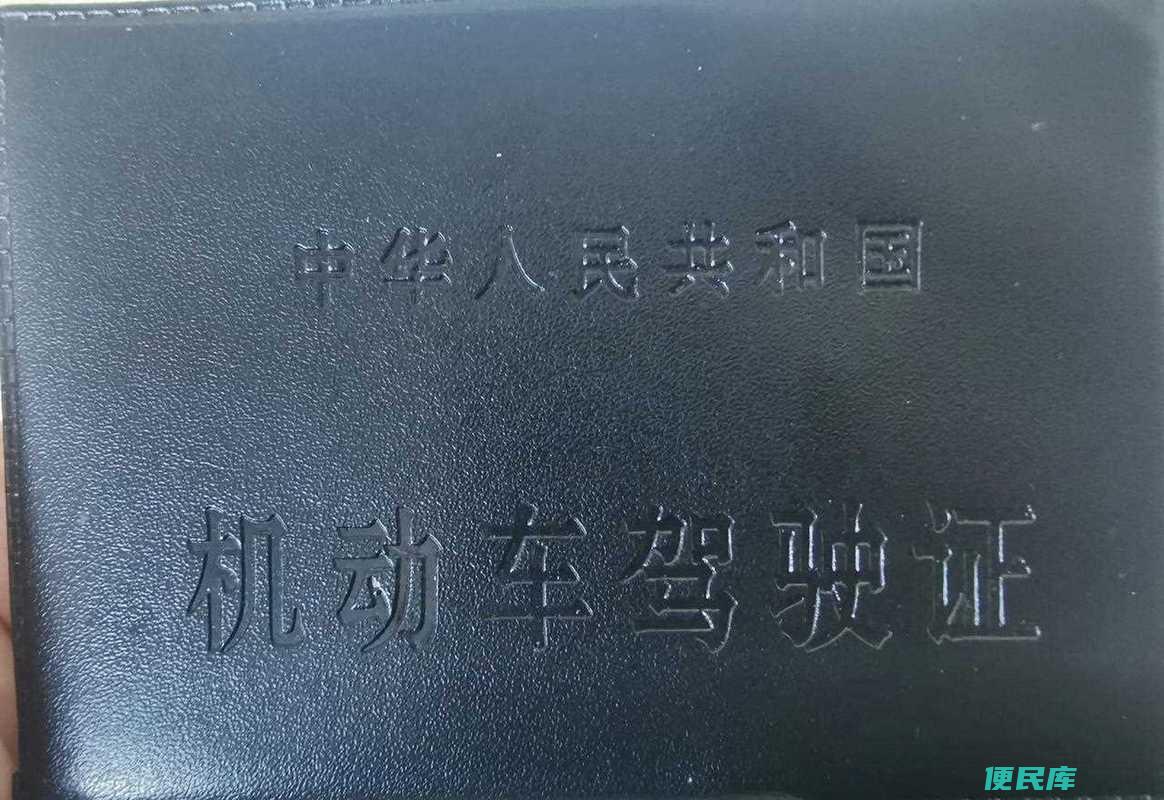 中华人民共和国
机动车驾驶证
便民库